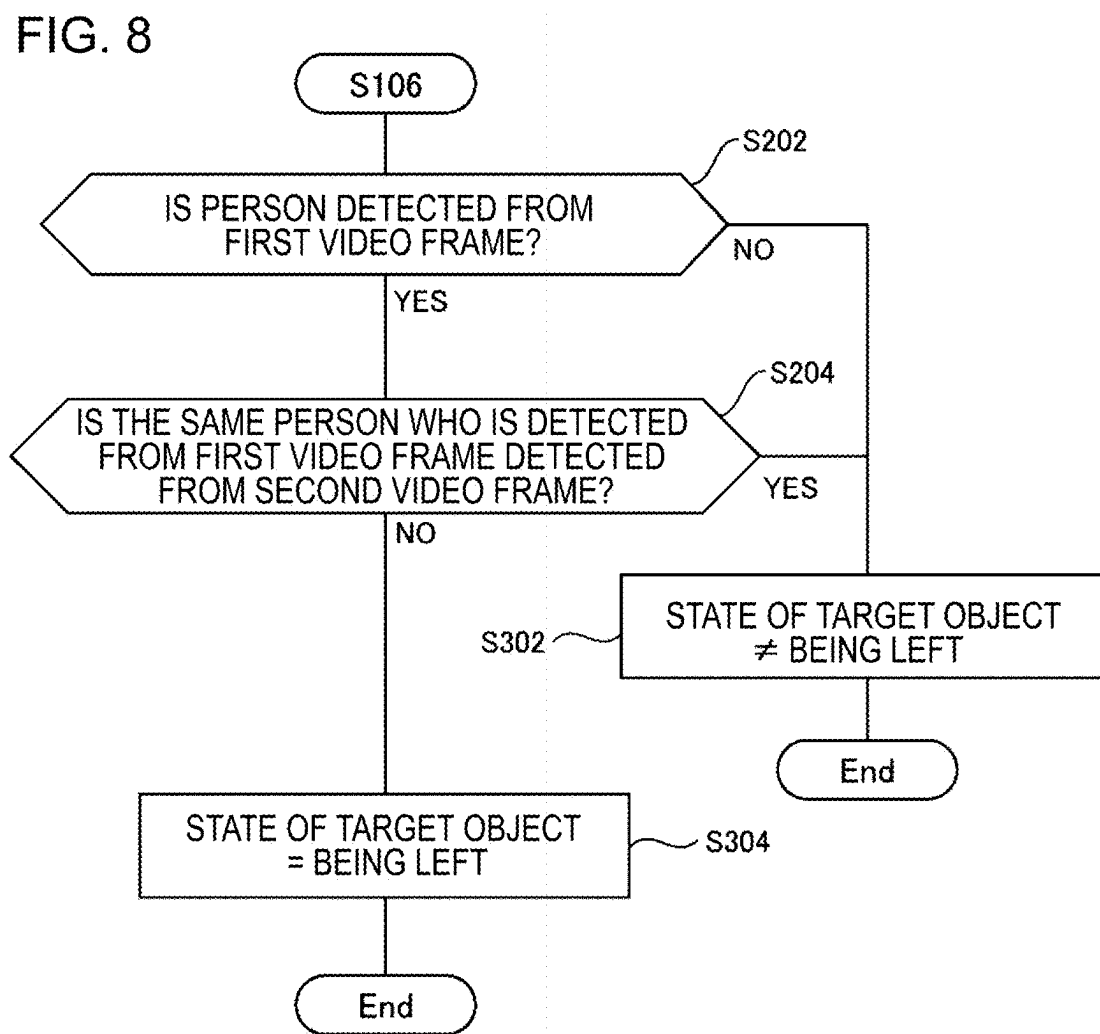 FIG. 8
S106
S202
IS PERSON DETECTED FROM
FIRST VIDEO FRAME?
NO
YES
S204
IS THE SAME PERSON WHO IS DETECTED
FROM FIRST VIDEO FRAME DETECTED
FROM SECOND VIDEO FRAME?
YES
NO
STATE OF TARGET OBJECT
≠ BEING LEFT
S302
End
STATE OF TARGET OBJECT
= BEING LEFT
S304
End